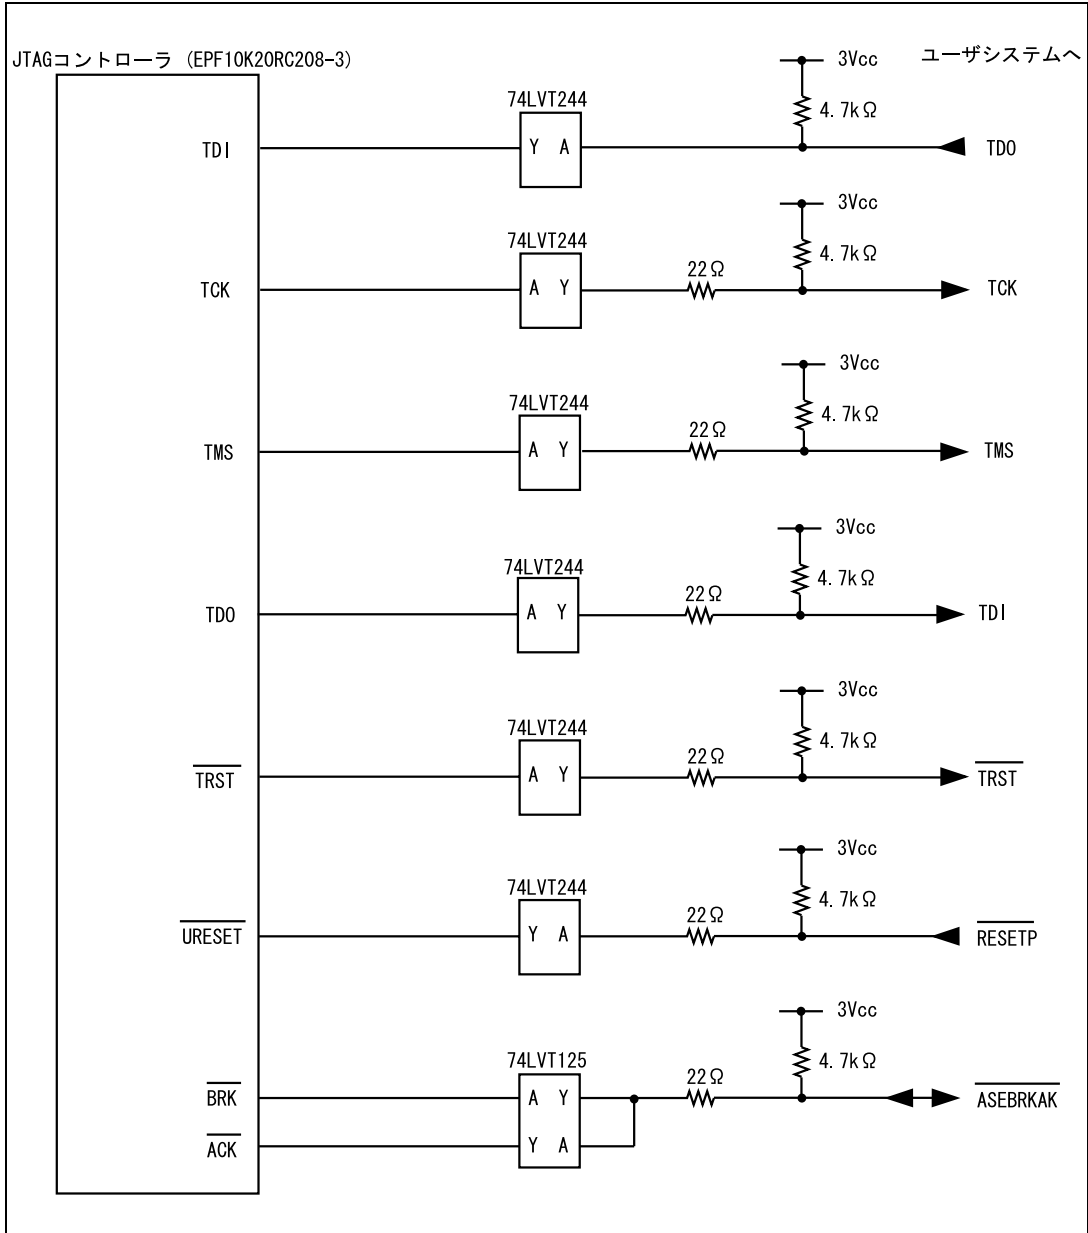 JTAGコントローラ (EPF10K20RC208-3)
ユーザシステムへ
3Vcc
4.7kΩ
74LVT244
TDI
Y A
TDO
3Vcc
4.7kΩ
74LVT244
22Ω
TCK
A Y
TCK
3Vcc
4.7kΩ
74LVT244
22Ω
TMS
A Y
TMS
3Vcc
4.7kΩ
74LVT244
22Ω
TDO
A Y
TDI
3Vcc
4.7kΩ
74LVT244
22Ω
TRST
A Y
TRST
3Vcc
4.7kΩ
74LVT244
22Ω
URESET
Y A
RESETP
3Vcc
4.7kΩ
74LVT125
22Ω
BRK
A Y
ASEBRKAK
ACK
Y A